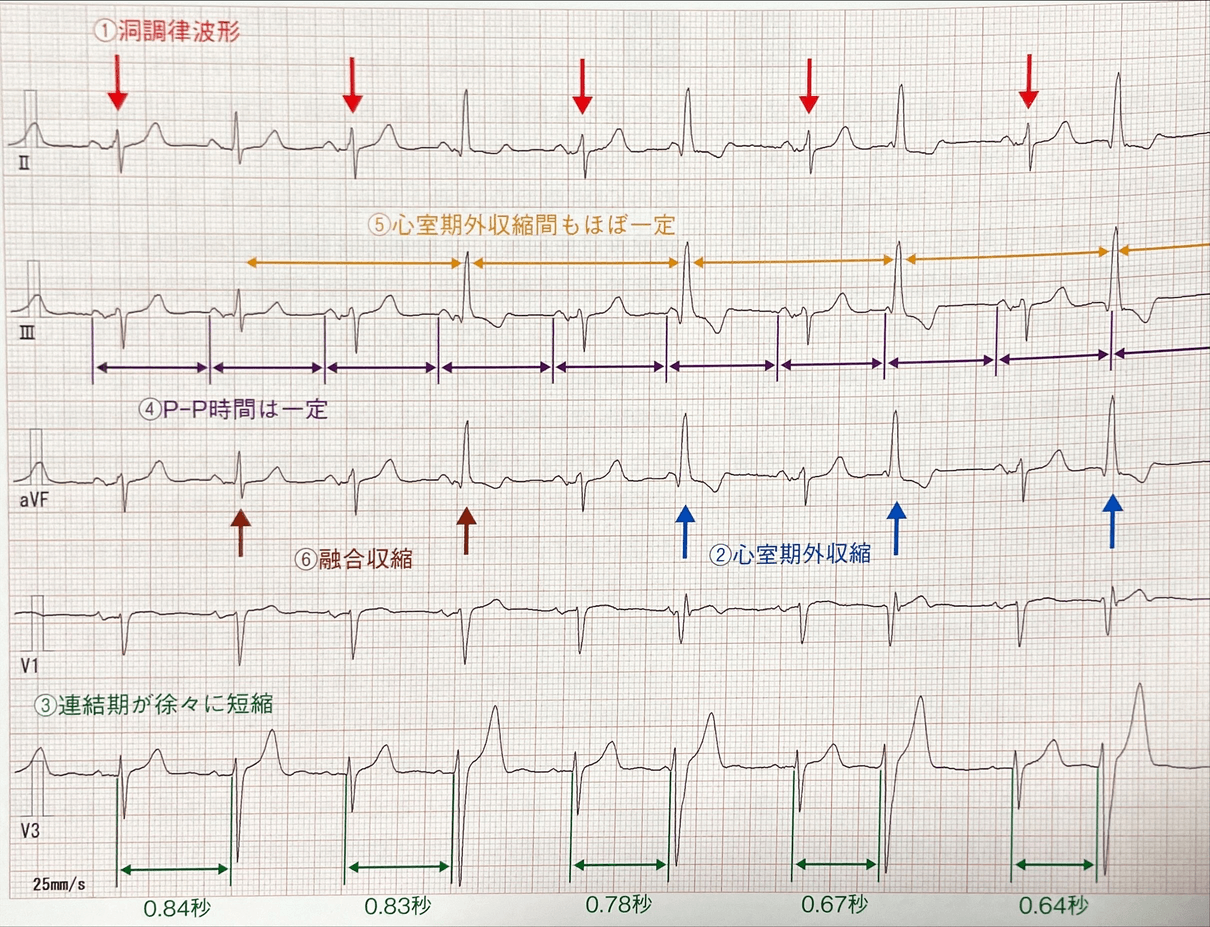 ①洞調律波形
Ⅱ
⑤心室期外収縮間もほぼ一定
Ⅲ
④P-P時間は一定
aVF
⑥融合収縮
②心室期外収縮
V1
③連結期が徐々に短縮
V3
25mm/s
0.84秒
0.83秒
0.78秒
0.67秒
0.64秒